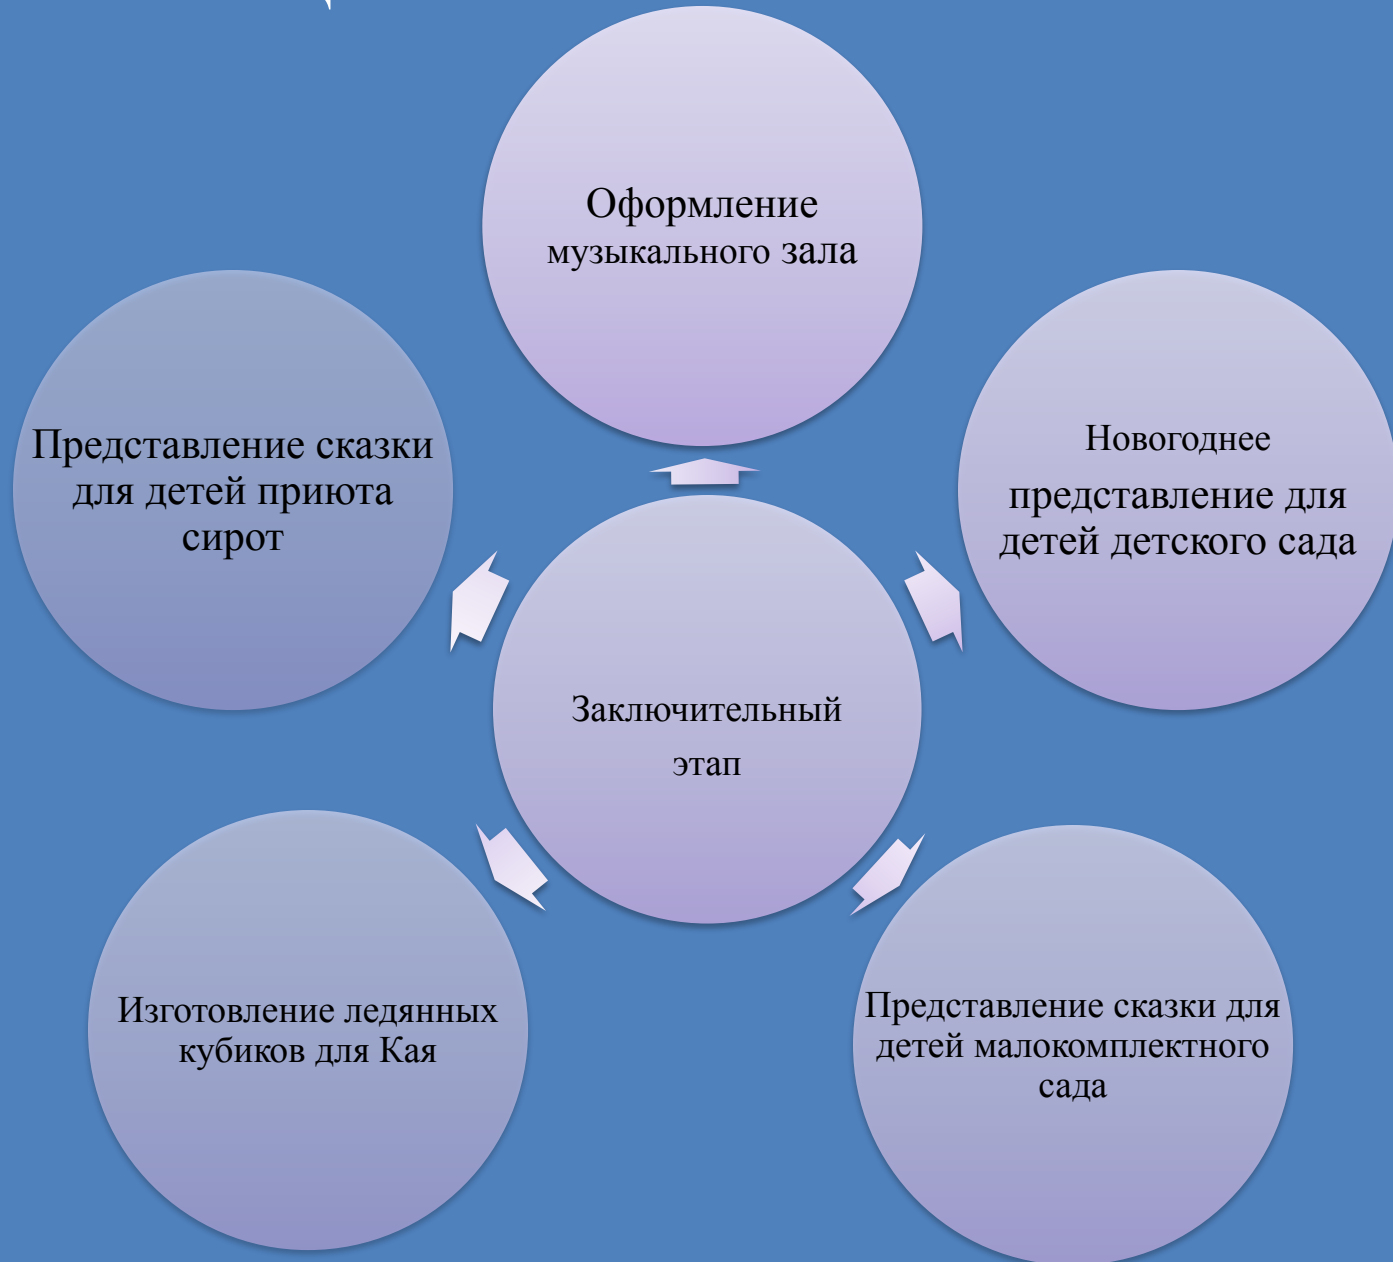 Оформление
музыкального зала
Представление сказки
для детей приюта
сирот
Новогоднее
представление для
детей детского сада
Заключительный
этап
Изготовление ледянных
кубиков для Кая
Представление сказки для
детей малокомплектного
сада